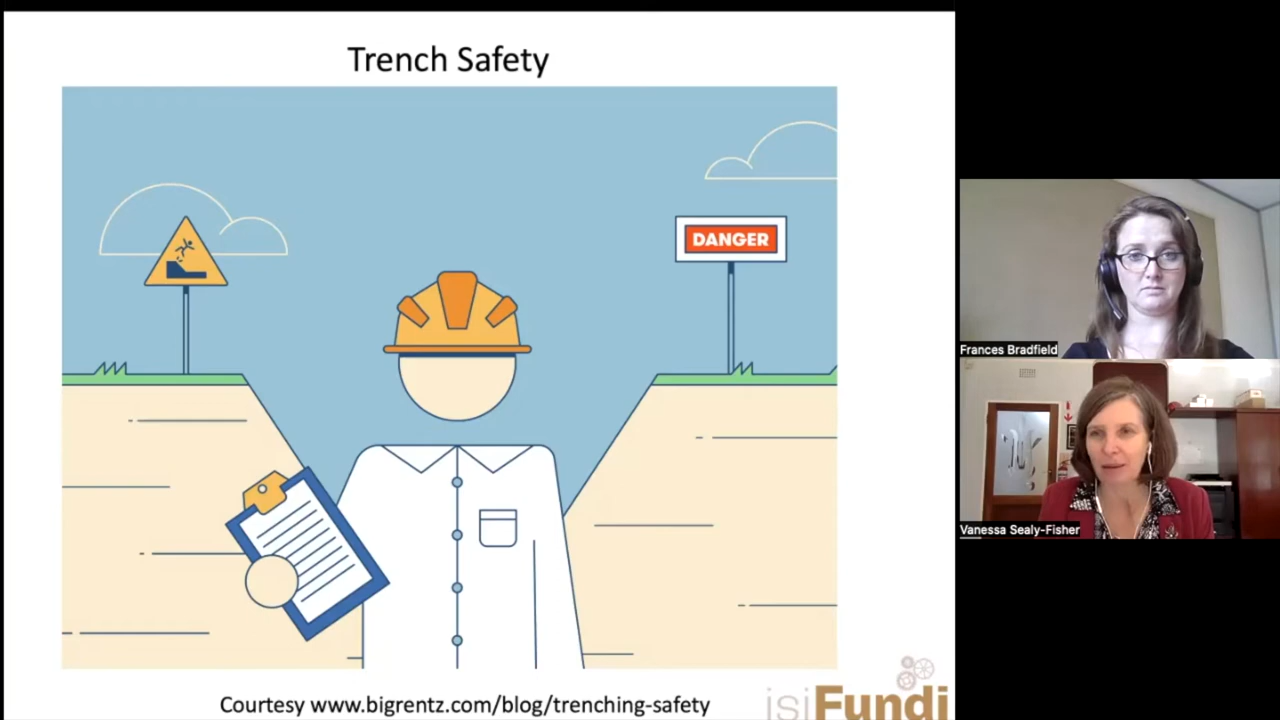 Trench Safety
DANGER
Courtesy www.bigrentz.com/blog/trenching-safety
isiFundi
Frances Bradfield
Vanessa Sealy-Fisher